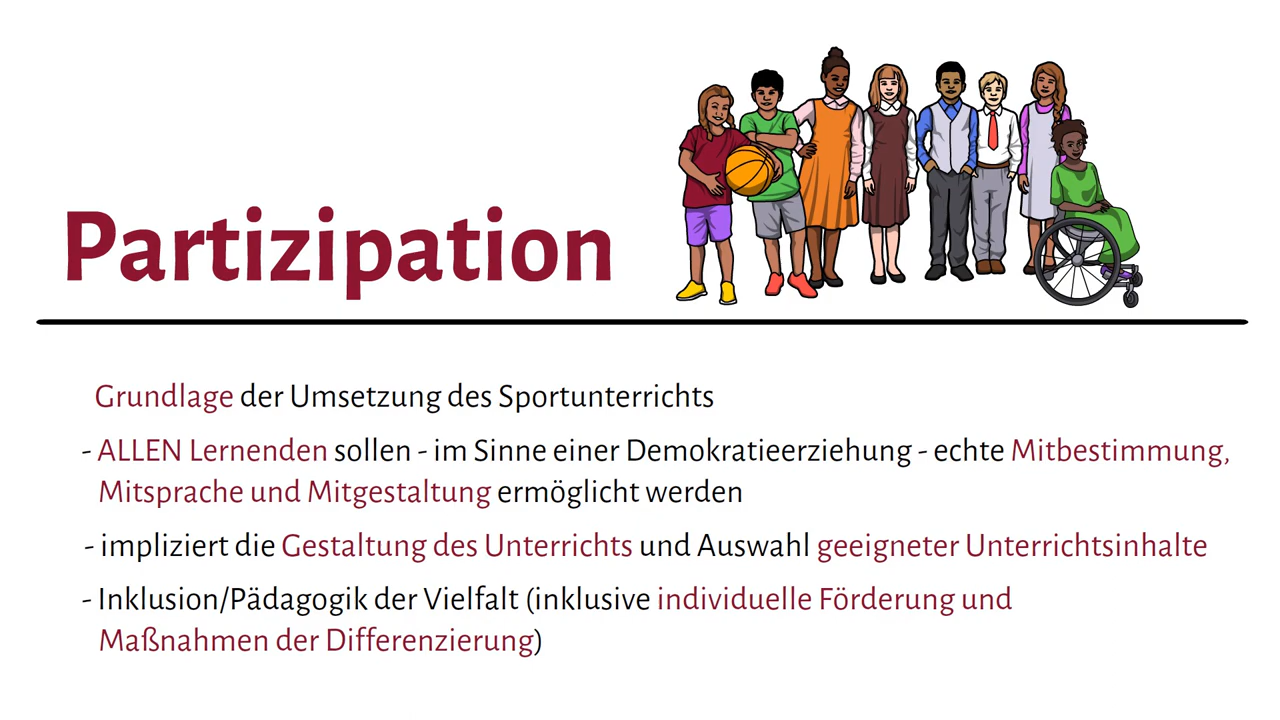 Partizipation
Grundlage der Umsetzung des Sportunterrichts
- ALLEN Lernenden sollen - im Sinne einer Demokratieerziehung - echte Mitbestimmung,
Mitsprache und Mitgestaltung ermöglicht werden
- impliziert die Gestaltung des Unterrichts und Auswahl geeigneter Unterrichtsinhalte
- Inklusion/Pädagogik der Vielfalt (inklusive individuelle Förderung und
Maßnahmen der Differenzierung)